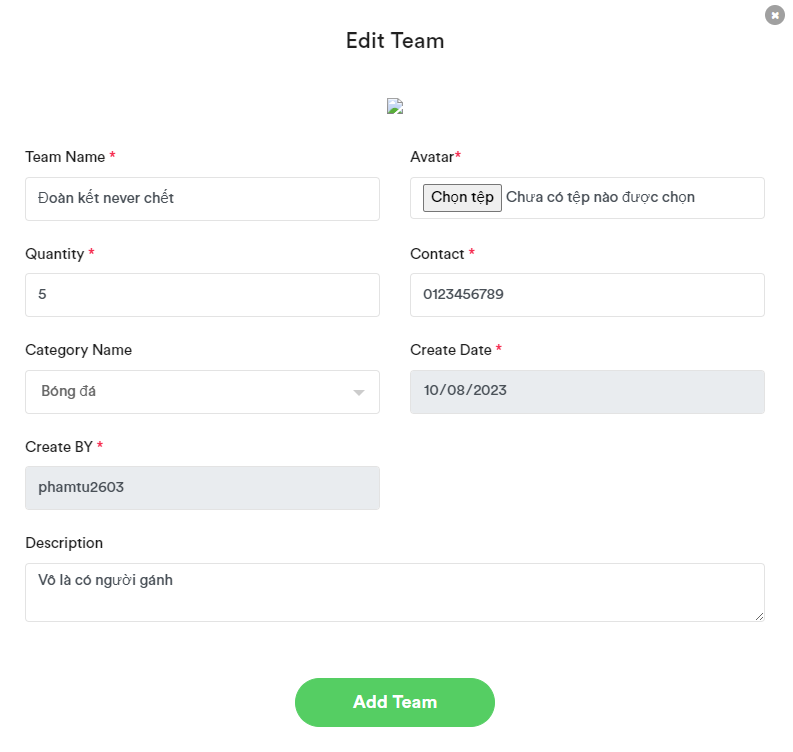 Edit Team
Team Name *
Avatar*
Đoàn kết never chết
Chọn tệp Chưa có tệp nào được chọn
Quantity *
Contact *
5
0123456789
Category Name
Create Date *
Bóng đá
10/08/2023
Create BY *
phamtu2603
Description
Vô là có người gánh
Add Team